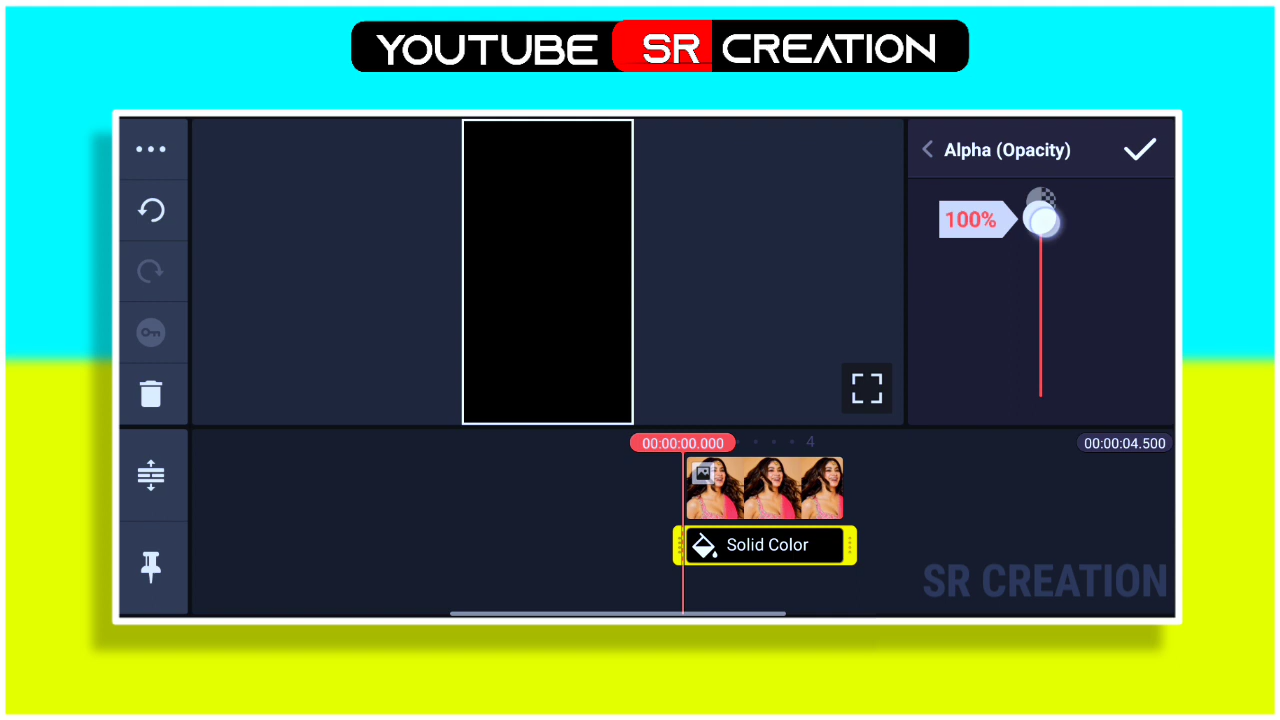 YOUTUBE SR CREATION
Alpha (Opacity)
100%
00:00:00.000
4
00:00:04.500
Solid Color
SR CREATION